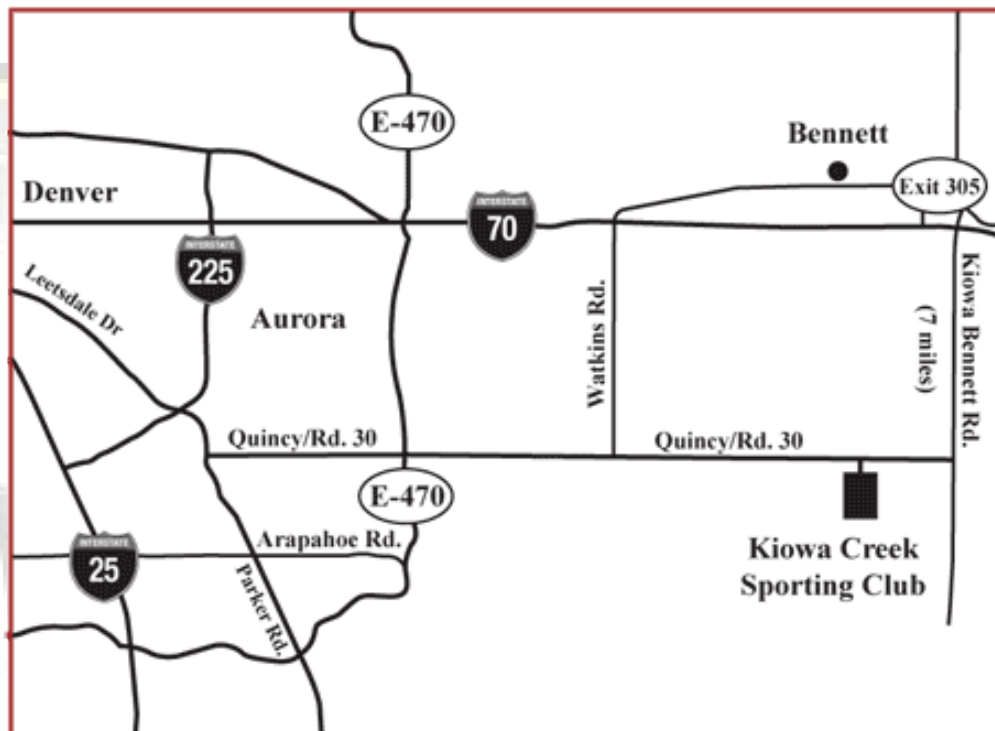 E-470
Bennett
Denver
Exit 305
INTERSTATE
70
INTERSTATE
225
Leetsdale Dr
Aurora
Watkins Rd.
(7 miles)
Kiowa Bennett Rd.
Quincy/Rd. 30
Quincy/Rd. 30
E-470
Arapahoe Rd.
INTERSTATE
25
Parker Rd.
Kiowa Creek
Sporting Club